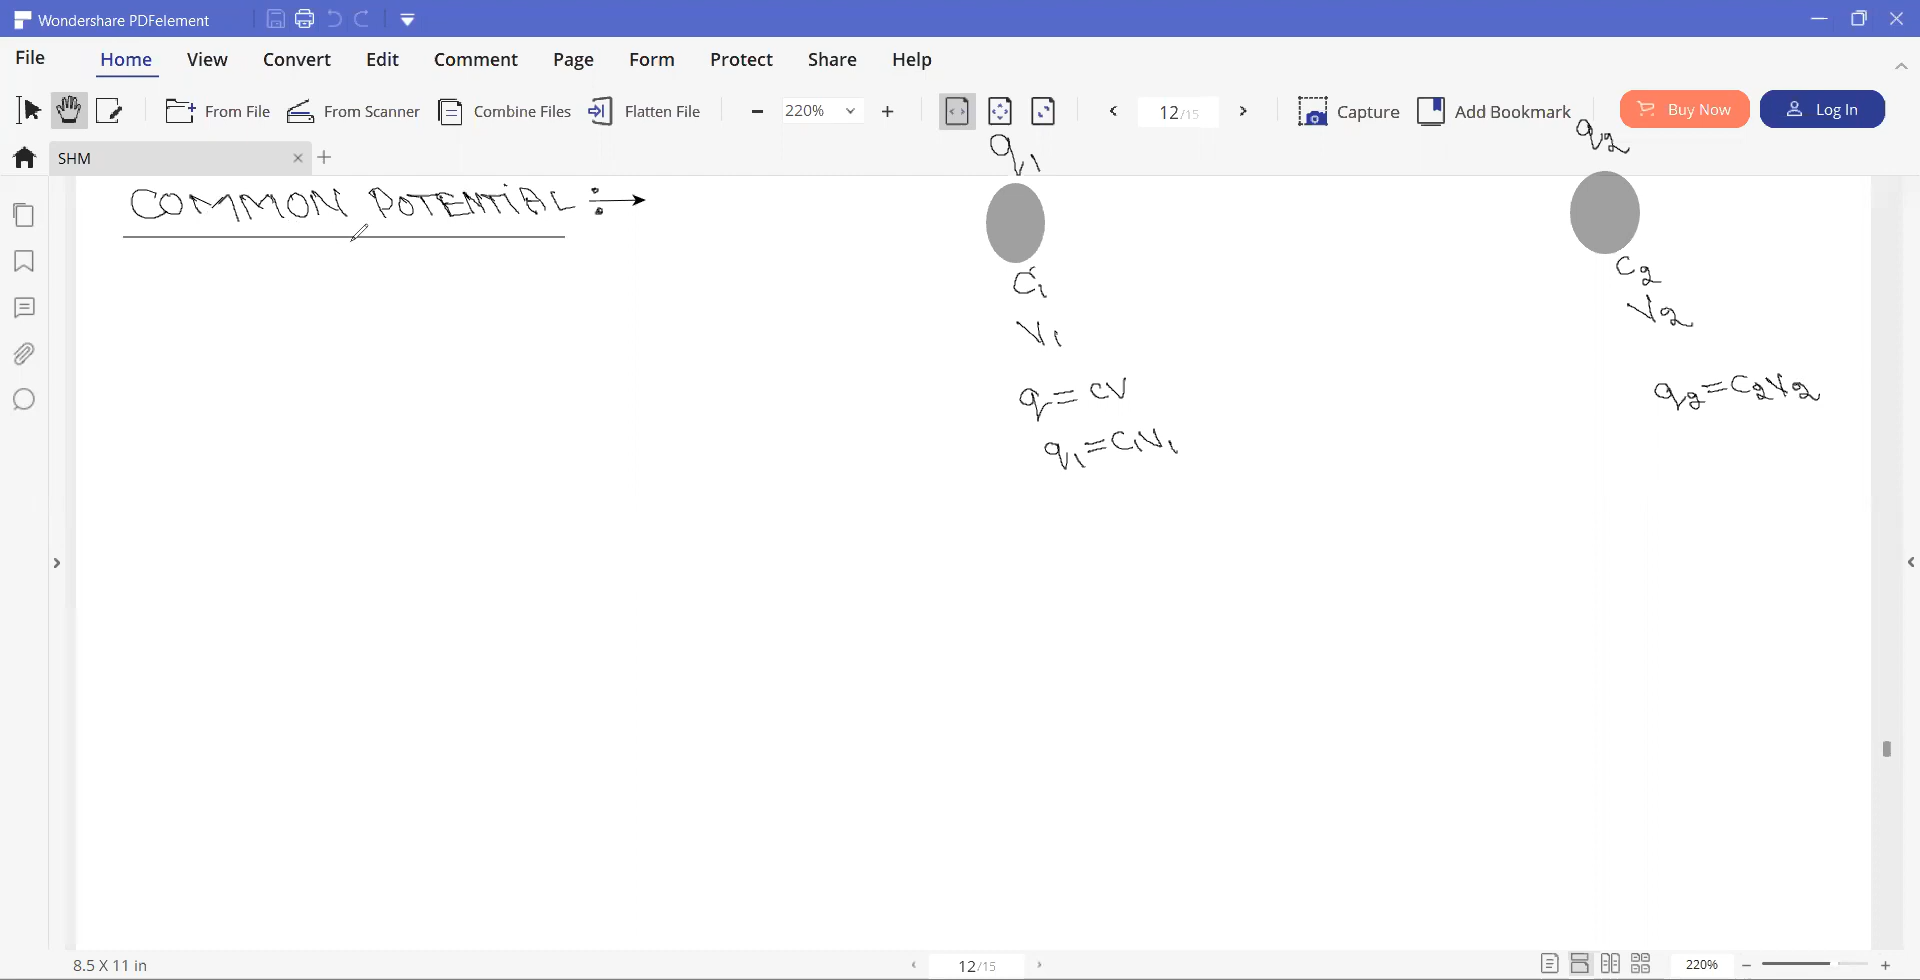 Wondershare PDFelement
File Home View Convert Edit Comment Page Form Protect Share Help
From File From Scanner Combine Files Flatten File 220% 12/15 Capture Add Bookmark Buy Now Log In
SHM
q1
q2
COMMON POTENTIAL :→
C1
V1
C2
V2
q = CV
q1 = C1V1
q2 = C2V2
8.5 X 11 in 12/15 220%